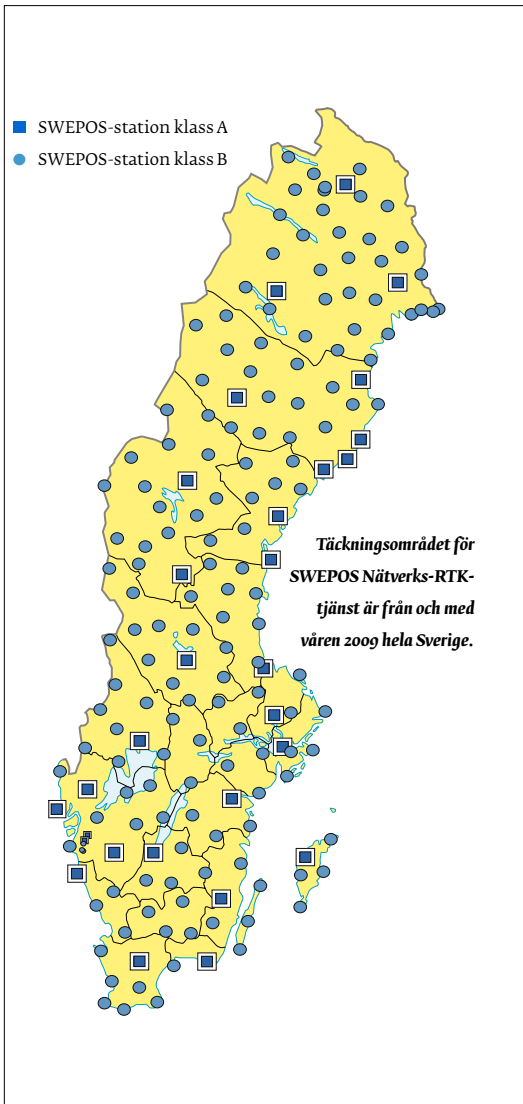 SWEPOS-station klass A
SWEPOS-station klass B
Täckningsområdet för
SWEPOS Nätverks-RTK-
tjänst är från och med
våren 2009 hela Sverige.